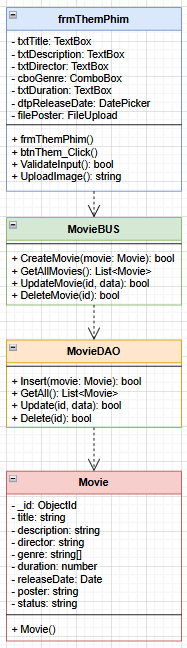 frmThemPhim
- txtTitle: TextBox
- txtDescription: TextBox
- txtDirector: TextBox
- cboGenre: ComboBox
- txtDuration: TextBox
- dtpReleaseDate: DatePicker
- filePoster: FileUpload
+ frmThemPhim()
+ btnThem_Click()
+ ValidateInput(): bool
+ UploadImage(): string
MovieBUS
+ CreateMovie(movie: Movie): bool
+ GetAllMovies(): List<Movie>
+ UpdateMovie(id, data): bool
+ DeleteMovie(id): bool
MovieDAO
+ Insert(movie: Movie): bool
+ GetAll(): List<Movie>
+ Update(id, data): bool
+ Delete(id): bool
Movie
- _id: ObjectId
- title: string
- description: string
- director: string
- genre: string[]
- duration: number
- releaseDate: Date
- poster: string
- status: string
+ Movie()